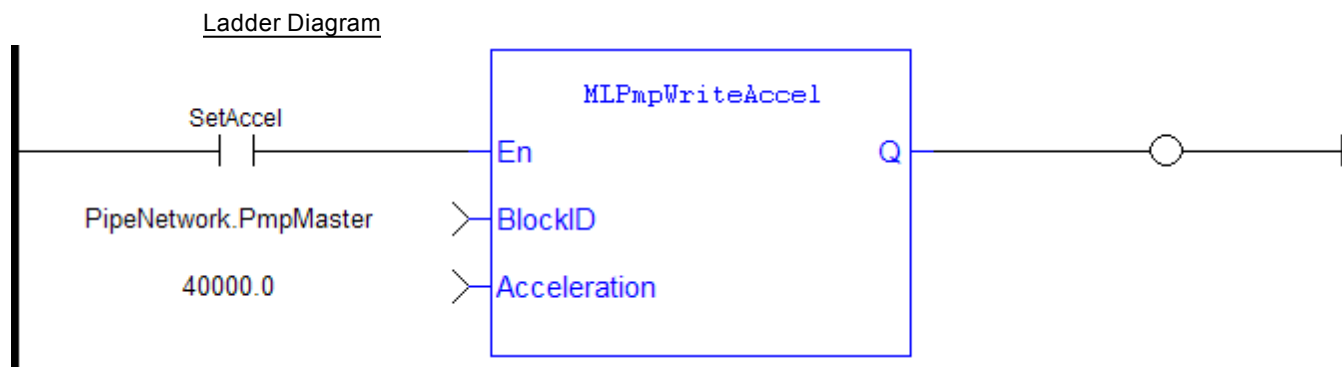 Ladder Diagram
MLPmpWriteAccel
SetAccel
En Q
PipeNetwork.PmpMaster BlockID
40000.0 Acceleration